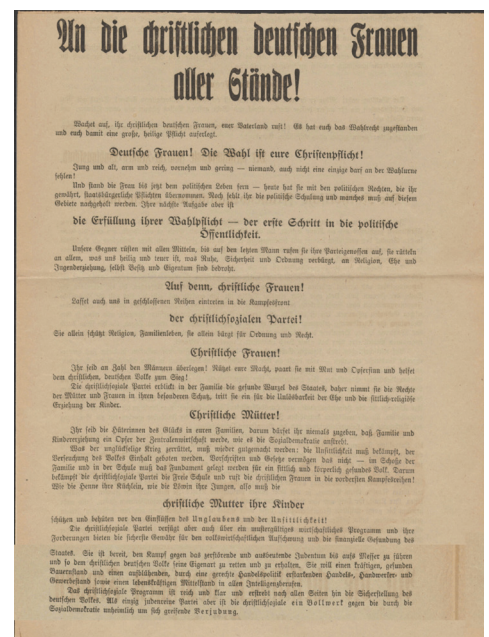 An die christlichen deutschen Frauen
aller Stände!
Wachet auf, ihr christlichen deutschen Frauen, euer Vaterland ruft! Es hat euch das Wahlrecht zugestanden
und euch damit eine große, heilige Pflicht auferlegt.
Deutsche Frauen! Die Wahl ist eure Christenpflicht!
Jung und alt, arm und reich, vornehm und gering — niemand, auch nicht eine einzige darf an der Wahlurne
fehlen!
Und stand die Frau bis jetzt dem politischen Leben fern — heute hat sie mit den politischen Rechten, die ihr
gewährt, staatsbürgerliche Pflichten übernommen. Noch fehlt ihr die politische Schulung und manches muß auf diesem
Gebiete nachgeholt werden. Ihre nächste Aufgabe aber ist
die Erfüllung ihrer Wahlpflicht — der erste Schritt in die politische
Öffentlichkeit.
Unsere Gegner rüsten mit allen Mitteln, bis auf den letzten Mann rufen sie ihre Parteigenossen auf, sie rütteln
an allem, was uns heilig und teuer ist, was Ruhe, Sicherheit und Ordnung verbürgt, an Religion, Ehe und
Jugenderziehung, selbst Besitz und Eigentum sind bedroht.
Auf denn, christliche Frauen!
Lasset auch uns in geschlossenen Reihen eintreten in die Kampfesfront
der christlichsozialen Partei!
Sie allein schützt Religion, Familienleben, sie allein bürgt für Ordnung und Recht.
Christliche Frauen!
Ihr seid an Zahl den Männern überlegen! Nützet eure Macht, paaret sie mit Mut und Opfersinn und helfet
dem christlichen, deutschen Volke zum Sieg!
Die christlichsoziale Partei erblickt in der Familie die gesunde Wurzel des Staates, daher nimmt sie die Rechte
der Mütter und Frauen in ihren besonderen Schutz, tritt sie ein für die Unlösbarkeit der Ehe und die sittlich-religiöse
Erziehung der Kinder.
Christliche Mütter!
Ihr seid die Hüterinnen des Glücks in euren Familien, darum dürfet ihr niemals zugeben, daß Familie und
Kindererziehung ein Opfer der Zentralwirtschaft werde, wie es die Sozialdemokratie anstrebt.
Was der unglückselige Krieg zerrüttet, muß wieder gutgemacht werden: die Unsittlichkeit muß bekämpft, der
Verseuchung des Volkes Einhalt geboten werden. Vorschriften und Gesetze vermögen das nicht — im Schoße der
Familie und in der Schule muß das Fundament gelegt werden für ein sittlich und körperlich gesundes Volk. Darum
bekämpft die christlichsoziale Partei die Freie Schule und ruft die christlichen Frauen in die vordersten Kampfesreihen!
Wie die Henne ihre Küchlein, wie die Löwin ihre Jungen, also muß die
christliche Mutter ihre Kinder
schützen und behüten vor den Einflüssen des Unglaubens und der Unsittlichkeit!
Die christlichsoziale Partei verfügt aber auch über ein mustergültiges wirtschaftliches Programm und ihre
Forderungen bieten die sicherste Gewähr für den volkswirtschaftlichen Aufschwung und die finanzielle Gesundung des
Staates. Sie ist bereit, den Kampf gegen das zerstörende und ausbeutende Judentum bis aufs Messer zu führen
und so dem christlichen deutschen Volke seine Eigenart zu retten und zu erhalten. Sie will einen kräftigen, gesunden
Bauernstand und einen aufblühenden, durch eine gerechte Handelspolitik erstarkenden Handels-, Handwerker- und
Gewerbestand sowie einen lebenskräftigen Mittelstand in allen Intelligenzberufen.
Das christlichsoziale Programm ist reich und klar und erstrebt nach allen Seiten hin die Sicherstellung des
deutschen Volkes. Als einzig judenreine Partei aber ist die christlichsoziale ein Bollwerk gegen die durch die
Sozialdemokratie unheimlich um sich greifende Verjudung.